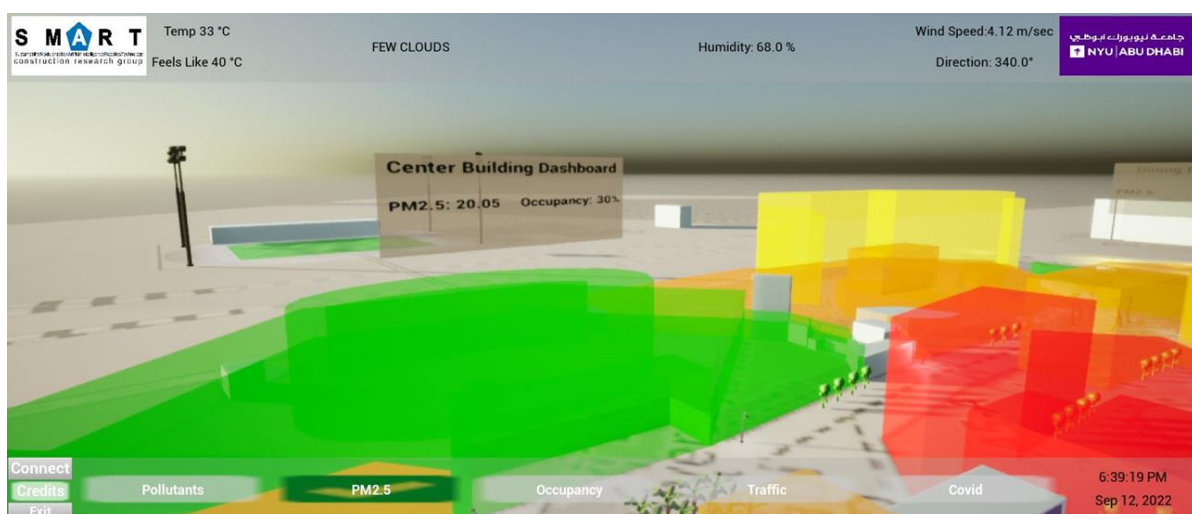 S M A R T
construction research group
Temp 33 °C
Feels Like 40 °C
FEW CLOUDS
Humidity: 68.0 %
Wind Speed:4.12 m/sec
Direction: 340.0°
جامعـة نيويورك أبوظبي
NYU ABU DHABI
Center Building Dashboard
PM2.5: 20.05 Occupancy: 30%
Dining
PM2.5
Connect
Credits
Exit
Pollutants
PM2.5
Occupancy
Traffic
Covid
6:39:19 PM
Sep 12, 2022